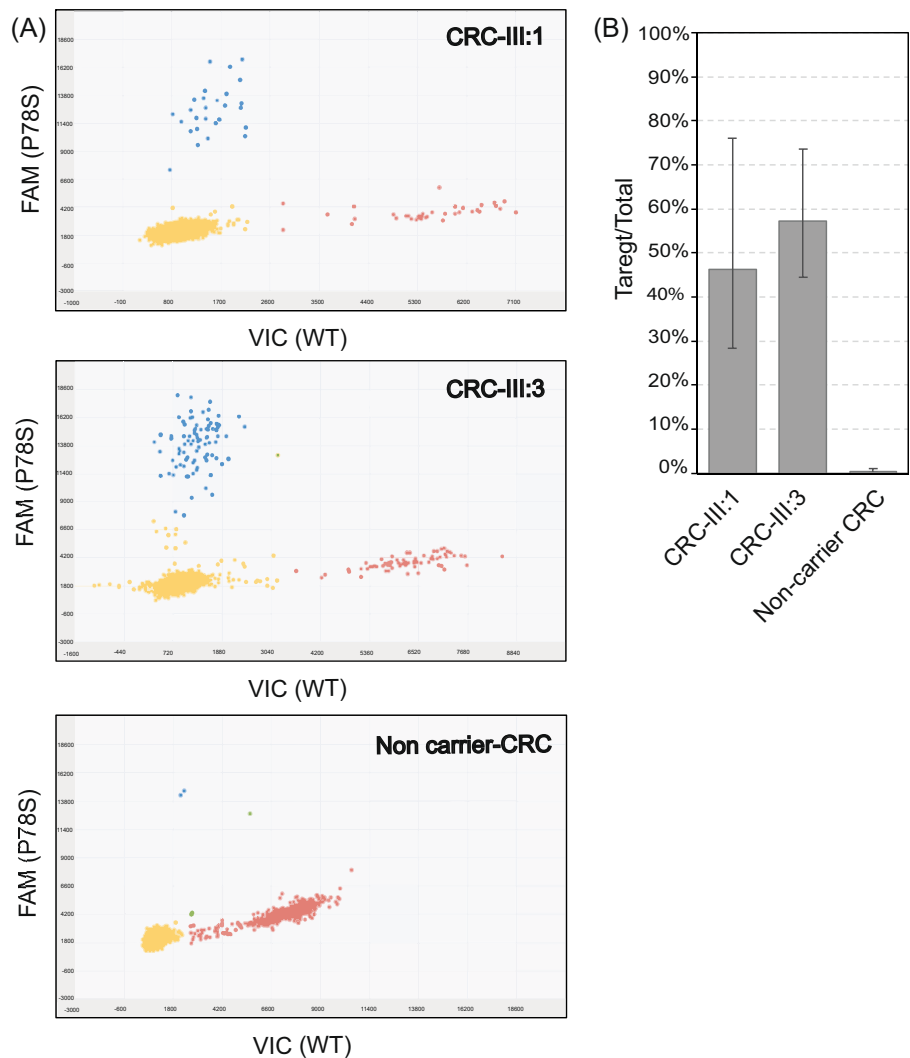 (A)
CRC-III:1
18600
16200
13800
11400
9000
6600
4200
1800
-600
-3000
-1000 -100 800 1700 2600 3500 4400 5300 6200 7100
FAM (P78S)
VIC (WT)
CRC-III:3
18600
16200
13800
11400
9000
6600
4200
1800
-600
-3000
-1600 -440 720 1880 3040 4200 5360 6520 7680 8840
FAM (P78S)
VIC (WT)
Non carrier-CRC
18600
16200
13800
11400
9000
6600
4200
1800
-600
-3000
-3000 -600 1800 4200 6600 9000 11400 13800 16200 18600
FAM (P78S)
VIC (WT)
(B)
100%
90%
80%
70%
60%
50%
40%
30%
20%
10%
0%
Taregt/Total
CRC-III:1
CRC-III:3
Non-carrier CRC